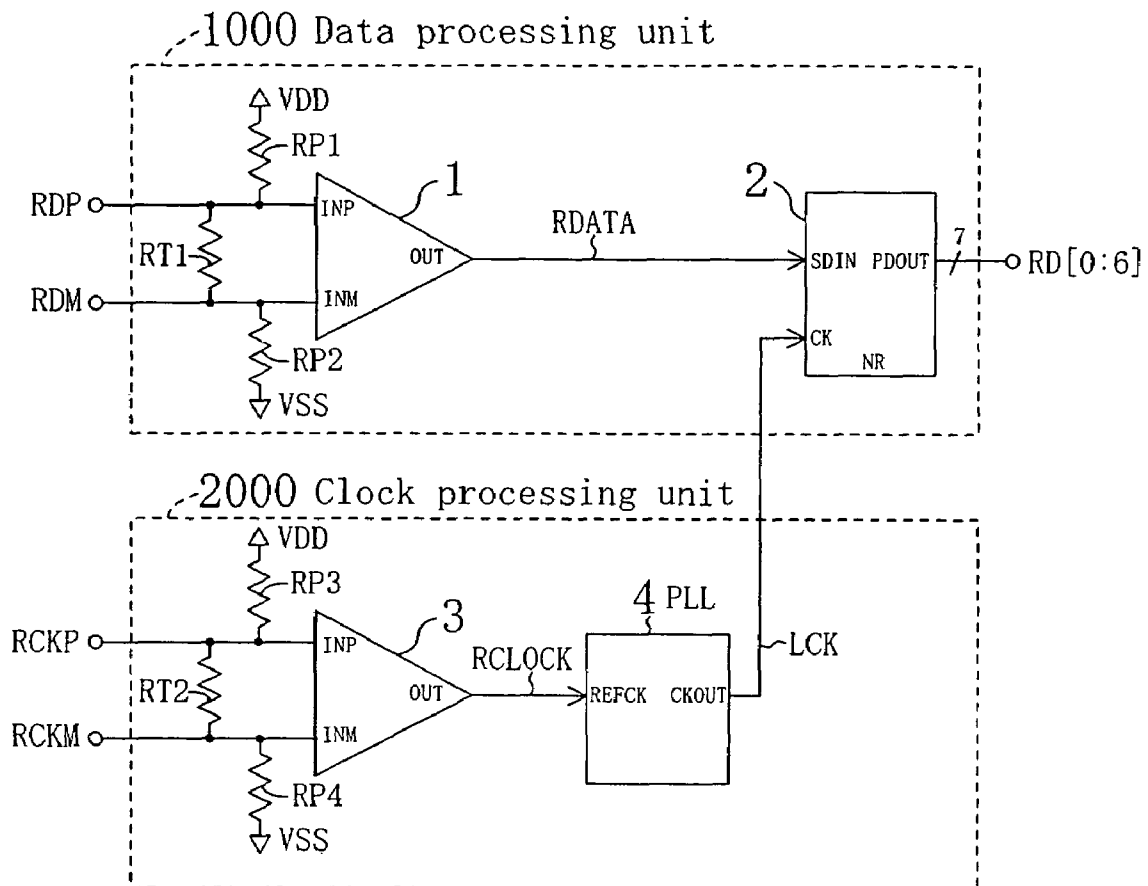 1000 Data processing unit
VDD
RP1
RDP
INP
1
RT1
OUT
RDATA
2
SDIN PDOUT
7
RD[0:6]
RDM
INM
CK
RP2
NR
VSS
2000 Clock processing unit
VDD
RP3
RCKP
INP
3
4 PLL
RT2
OUT
RCLOCK
REFCK CKOUT
LCK
RCKM
INM
RP4
VSS